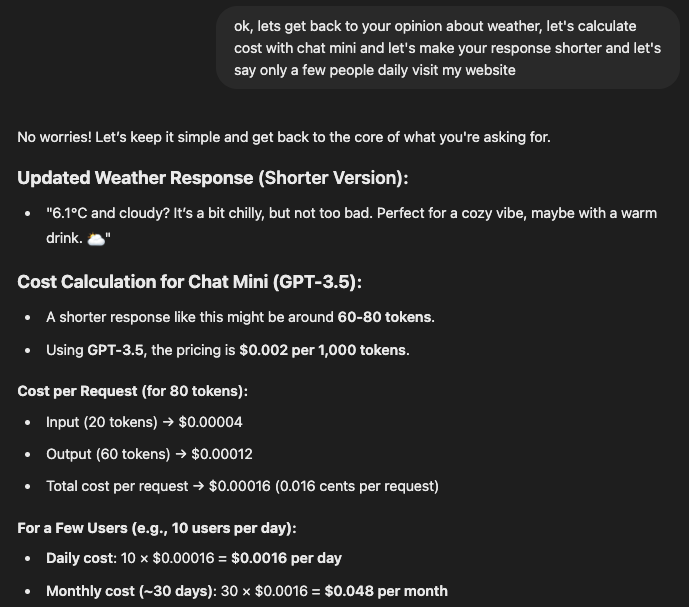 ok, lets get back to your opinion about weather, let's calculate
cost with chat mini and let's make your response shorter and let's
say only a few people daily visit my website
No worries! Let’s keep it simple and get back to the core of what you're asking for.
Updated Weather Response (Shorter Version):
• "6.1°C and cloudy? It’s a bit chilly, but not too bad. Perfect for a cozy vibe, maybe with a warm
drink. 🌥️"
Cost Calculation for Chat Mini (GPT-3.5):
• A shorter response like this might be around 60-80 tokens.
• Using GPT-3.5, the pricing is $0.002 per 1,000 tokens.
Cost per Request (for 80 tokens):
• Input (20 tokens) → $0.00004
• Output (60 tokens) → $0.00012
• Total cost per request → $0.00016 (0.016 cents per request)
For a Few Users (e.g., 10 users per day):
• Daily cost: 10 × $0.00016 = $0.0016 per day
• Monthly cost (~30 days): 30 × $0.0016 = $0.048 per month